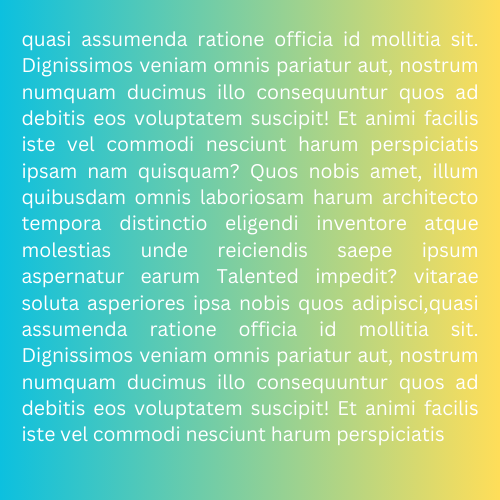 quasi assumenda ratione officia id mollitia sit.
Dignissimos veniam omnis pariatur aut, nostrum
numquam ducimus illo consequuntur quos ad
debitis eos voluptatem suscipit! Et animi facilis
iste vel commodi nesciunt harum perspiciatis
ipsam nam quisquam? Quos nobis amet, illum
quibusdam omnis laboriosam harum architecto
tempora distinctio eligendi inventore atque
molestias unde reiciendis saepe ipsum
aspernatur earum Talented impedit? vitarae
soluta asperiores ipsa nobis quos adipisci,quasi
assumenda ratione officia id mollitia sit.
Dignissimos veniam omnis pariatur aut, nostrum
numquam ducimus illo consequuntur quos ad
debitis eos voluptatem suscipit! Et animi facilis
iste vel commodi nesciunt harum perspiciatis